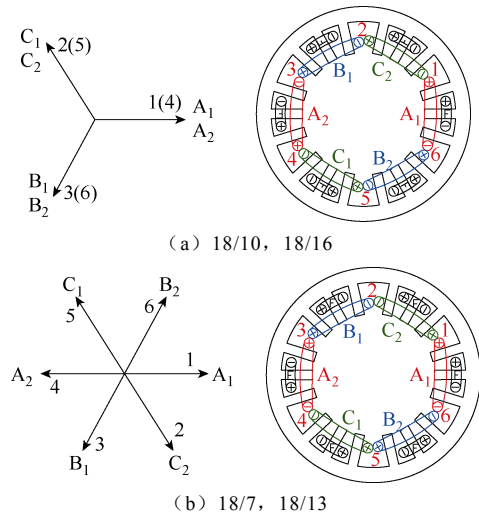 C₁
C₂
2(5)
1(4)
A₁
A₂
B₁
B₂
3(6)
2
3
1
B₁
C₂
A₂
A₁
4
C₁
B₂
6
5
(a) 18/10，18/16
C₁
B₂
5
6
A₂
4
1
A₁
3
2
B₁
C₂
2
3
1
B₁
C₂
A₂
A₁
4
C₁
B₂
6
5
(b) 18/7，18/13